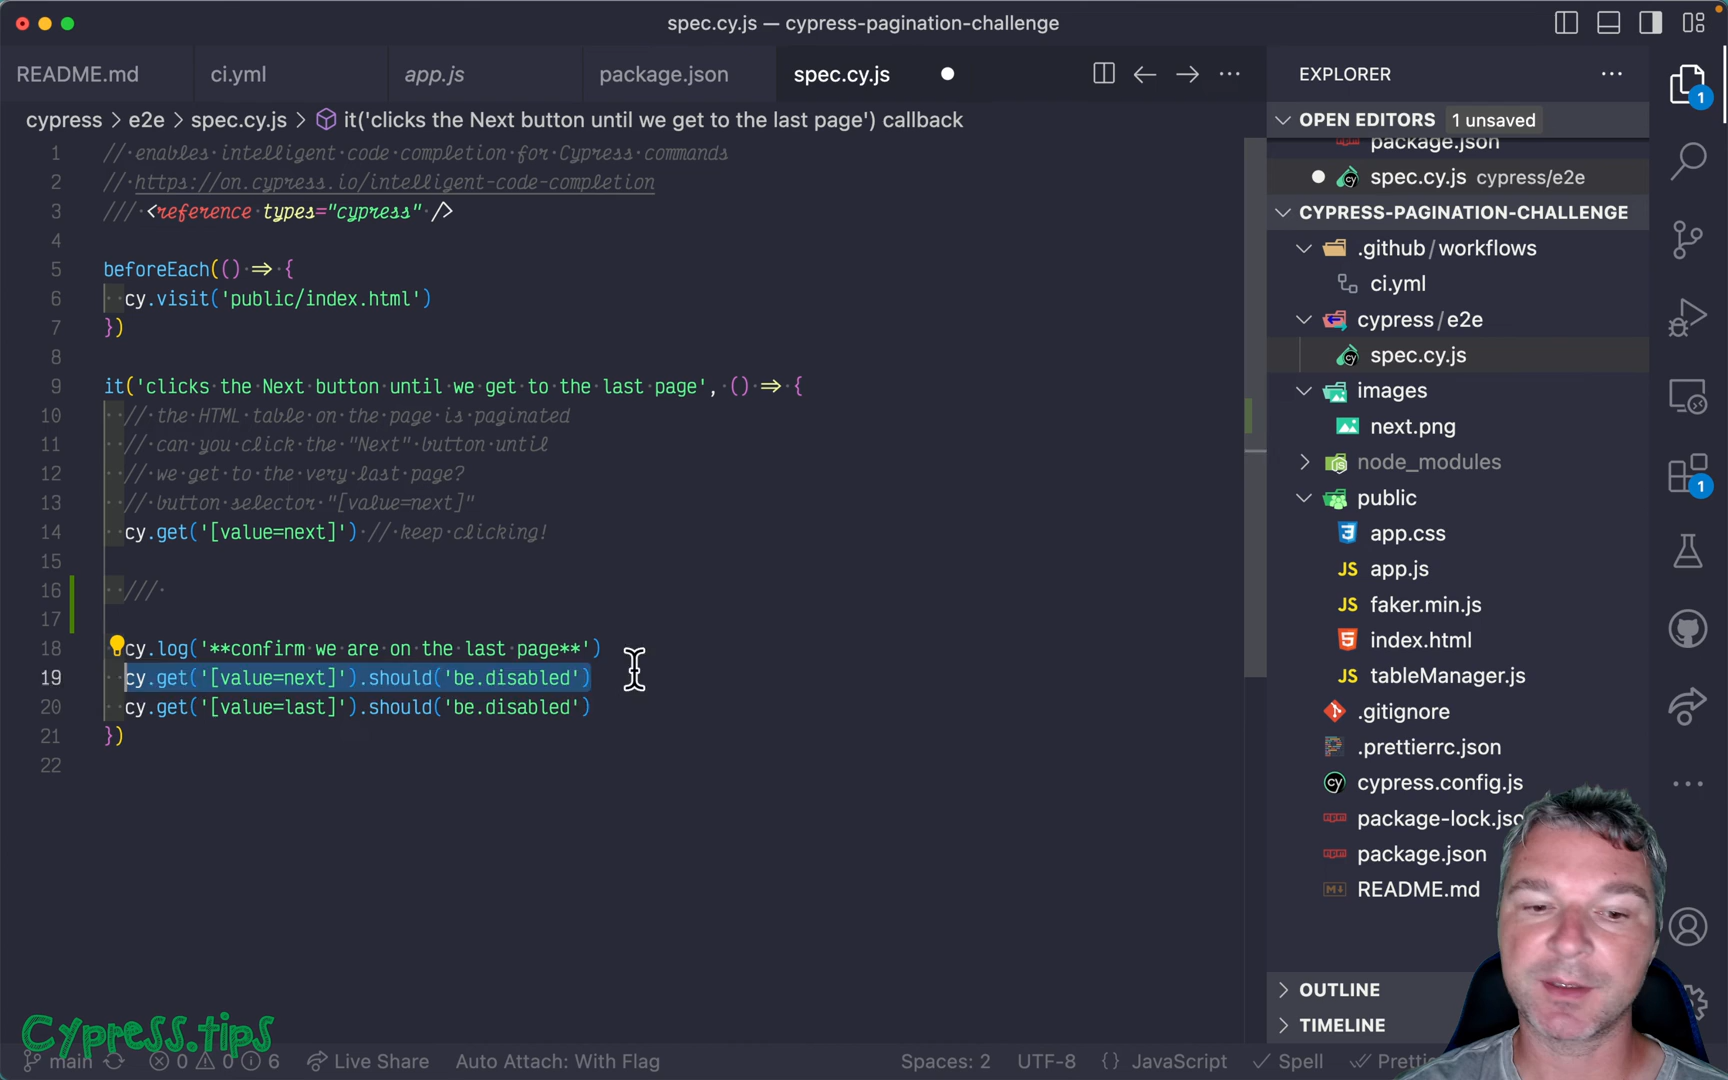 spec.cy.js — cypress-pagination-challenge
README.md
ci.yml
app.js
package.json
spec.cy.js
cypress > e2e > spec.cy.js > it('clicks the Next button until we get to the last page') callback
1 // enables intelligent code completion for Cypress commands
2 // https://on.cypress.io/intelligent-code-completion
3 /// <reference types="cypress" />
4
5 beforeEach(() => {
6 cy.visit('public/index.html')
7 })
8
9 it('clicks the Next button until we get to the last page', () => {
10 // the HTML table on the page is paginated
11 // can you click the "Next" button until
12 // we get to the very last page?
13 // button selector "[value=next]"
14 cy.get('[value=next]') // keep clicking!
15
16 ///
17
18 cy.log('**confirm we are on the last page**')
19 cy.get('[value=next]').should('be.disabled')
20 cy.get('[value=last]').should('be.disabled')
21 })
22
EXPLORER
OPEN EDITORS 1 unsaved
package.json
spec.cy.js cypress/e2e
CYPRESS-PAGINATION-CHALLENGE
.github/workflows
ci.yml
cypress/e2e
spec.cy.js
images
next.png
node_modules
public
app.css
JS app.js
JS faker.min.js
index.html
JS tableManager.js
.gitignore
.prettierrc.json
cypress.config.js
package-lock.jso
package.json
README.md
OUTLINE
TIMELINE
1
1
Cypress.tips
main 0 0 6 Live Share Auto Attach: With Flag Spaces: 2 UTF-8 {} JavaScript Spell Pretti